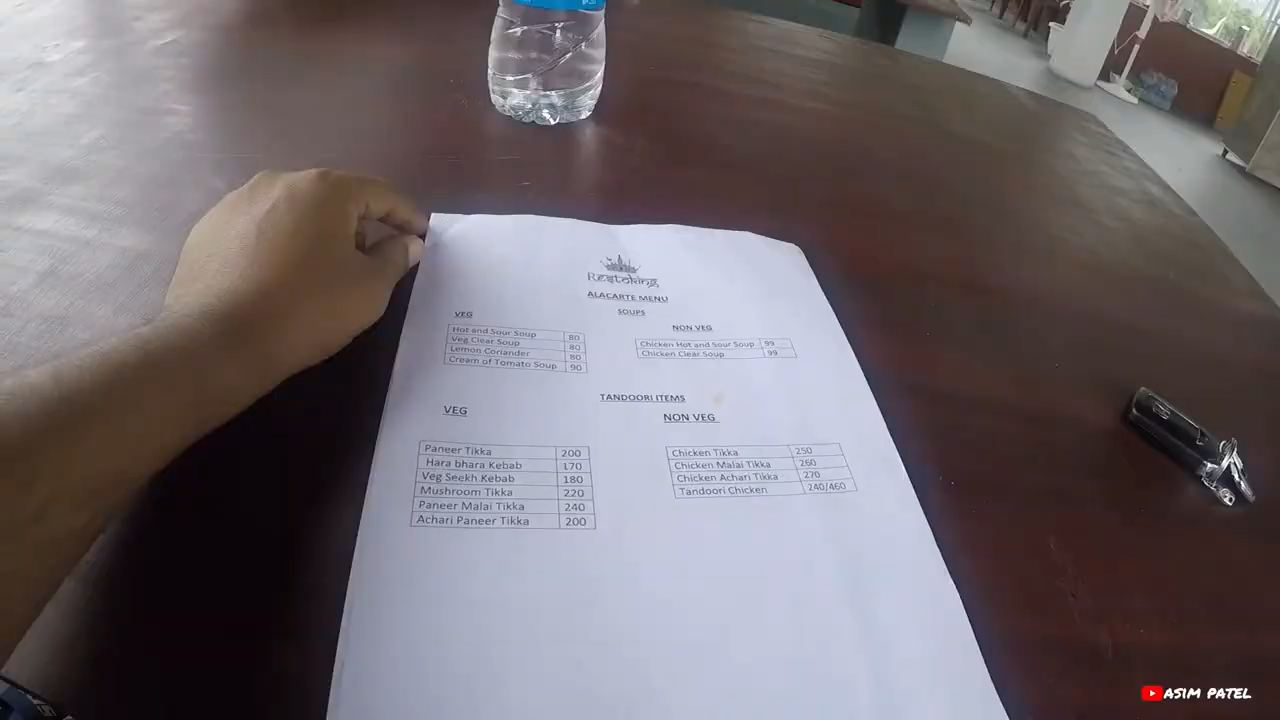 Restoking
ALACARTE MENU
SOUPS
VEG
Hot and Sour Soup 80
Veg Clear Soup 80
Lemon Coriander 80
Cream of Tomato Soup 90
NON VEG
Chicken Hot and Sour Soup 99
Chicken Clear Soup 99
TANDOORI ITEMS
VEG
Paneer Tikka 200
Hara bhara Kebab 170
Veg Seekh Kebab 180
Mushroom Tikka 220
Paneer Malai Tikka 240
Achari Paneer Tikka 200
NON VEG
Chicken Tikka 250
Chicken Malai Tikka 260
Chicken Achari Tikka 270
Tandoori Chicken 240/460
ASIM PATEL